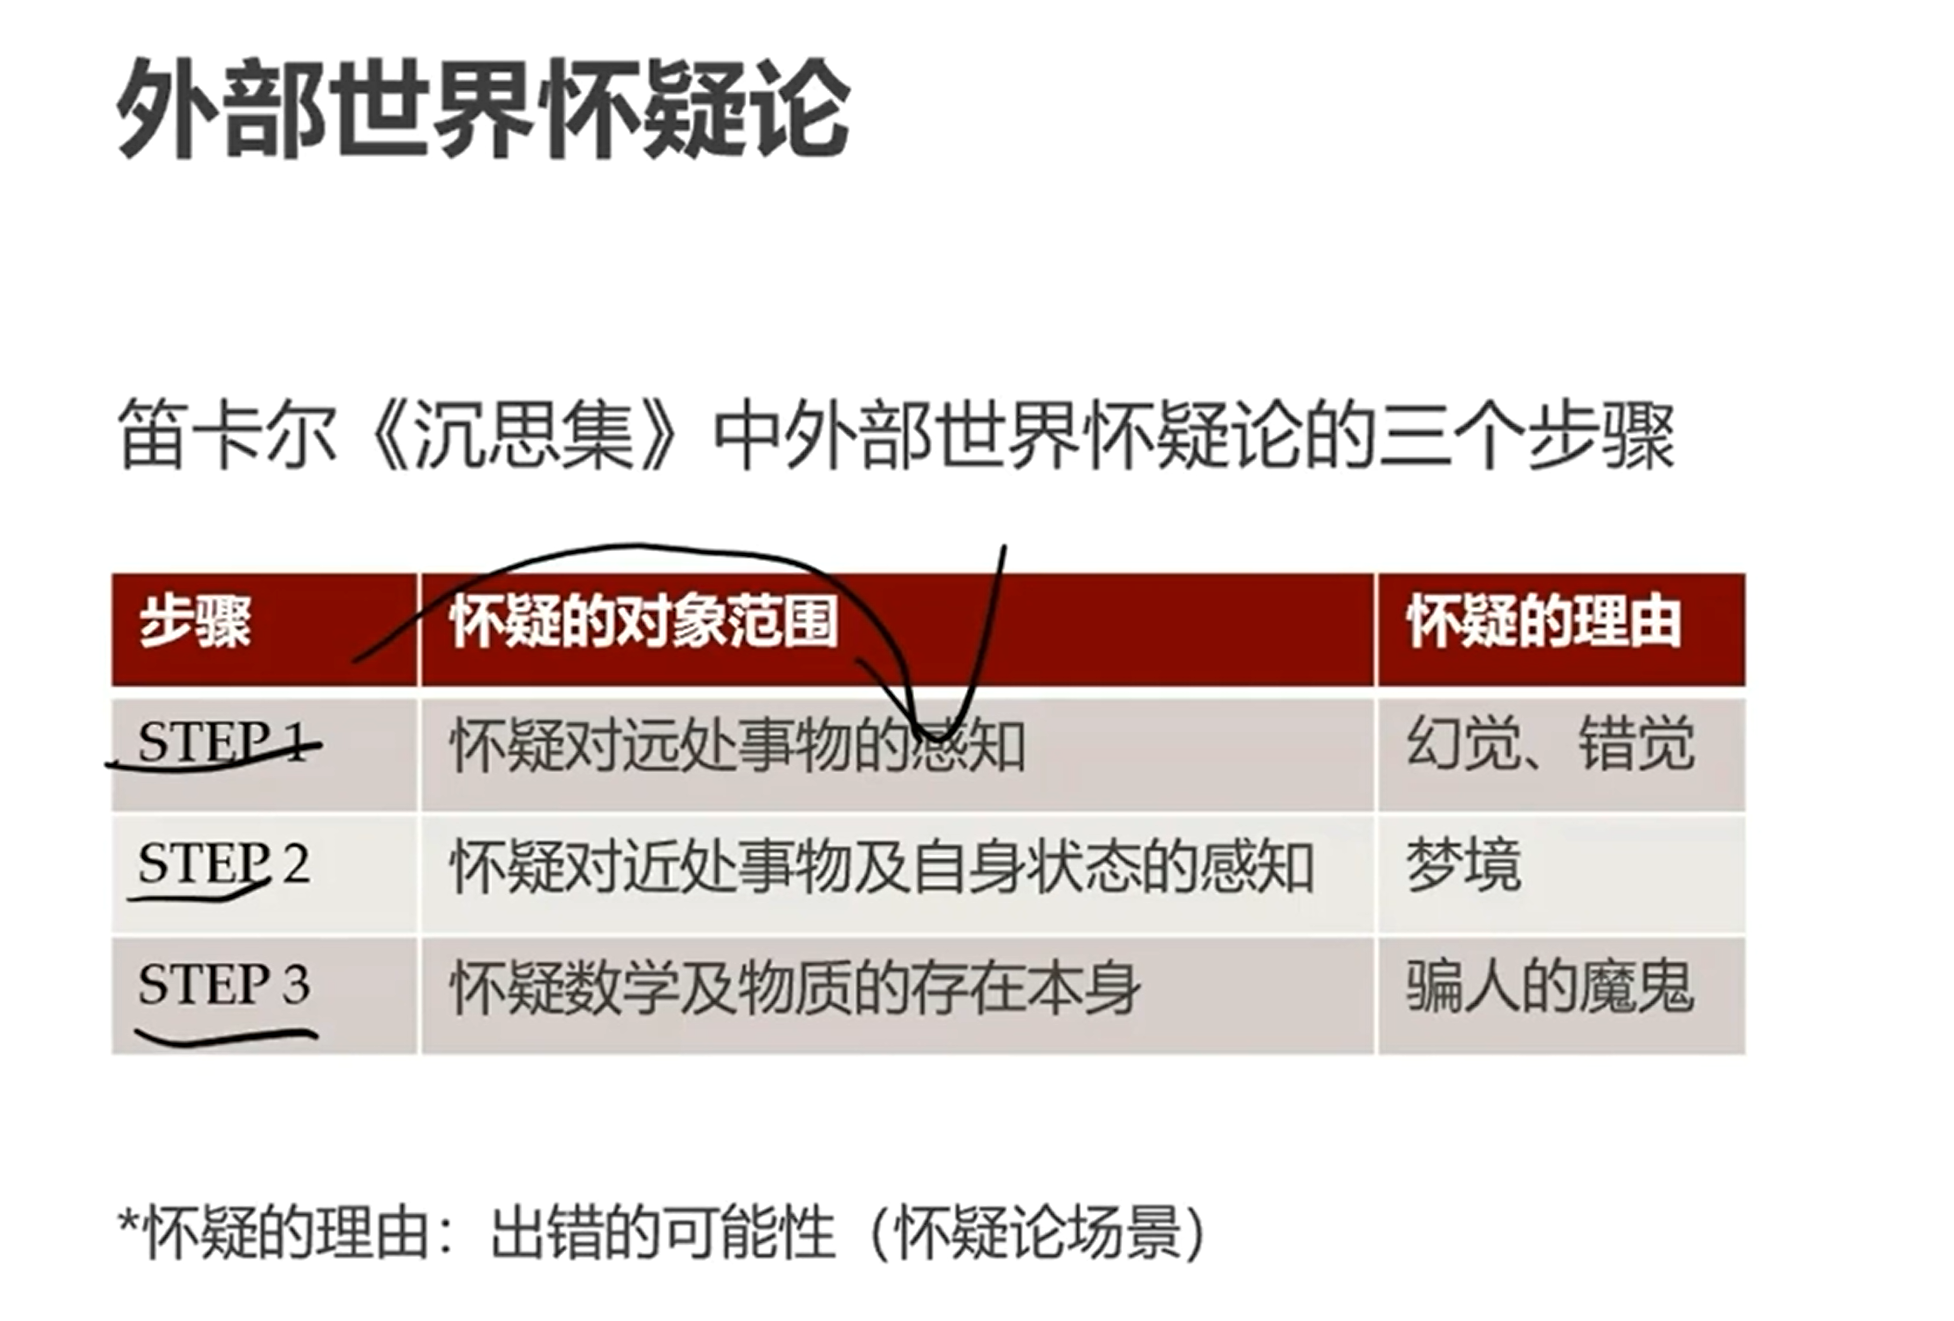 外部世界怀疑论
笛卡尔《沉思集》中外部世界怀疑论的三个步骤
步骤 怀疑的对象范围 怀疑的理由
STEP 1 怀疑对远处事物的感知 幻觉、错觉
STEP 2 怀疑对近处事物及自身状态的感知 梦境
STEP 3 怀疑数学及物质的存在本身 骗人的魔鬼
*怀疑的理由：出错的可能性（怀疑论场景）